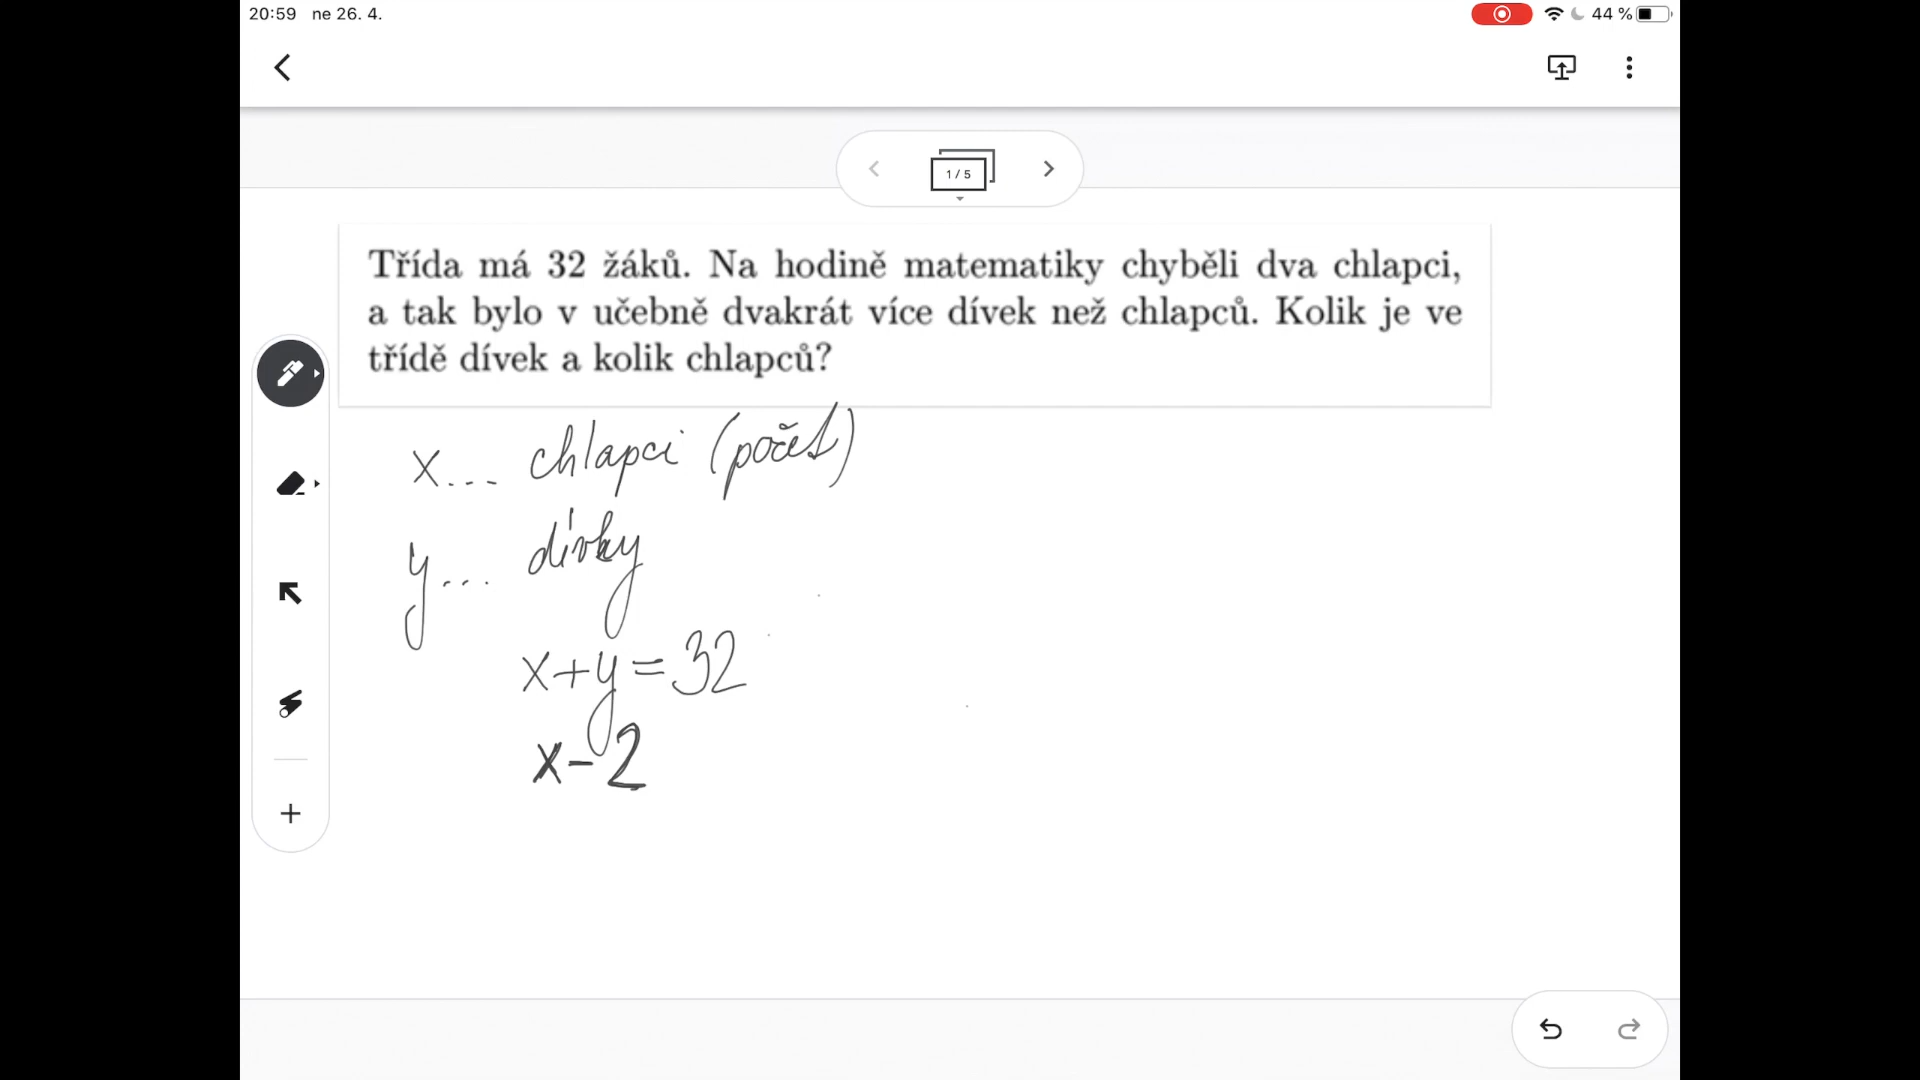 20:59 ne 26. 4.
44 %
1 / 5
Třída má 32 žáků. Na hodině matematiky chyběli dva chlapci,
a tak bylo v učebně dvakrát více dívek než chlapců. Kolik je ve
třídě dívek a kolik chlapců?
x... chlapci (počet)
y... dívky
x+y=32
x-2